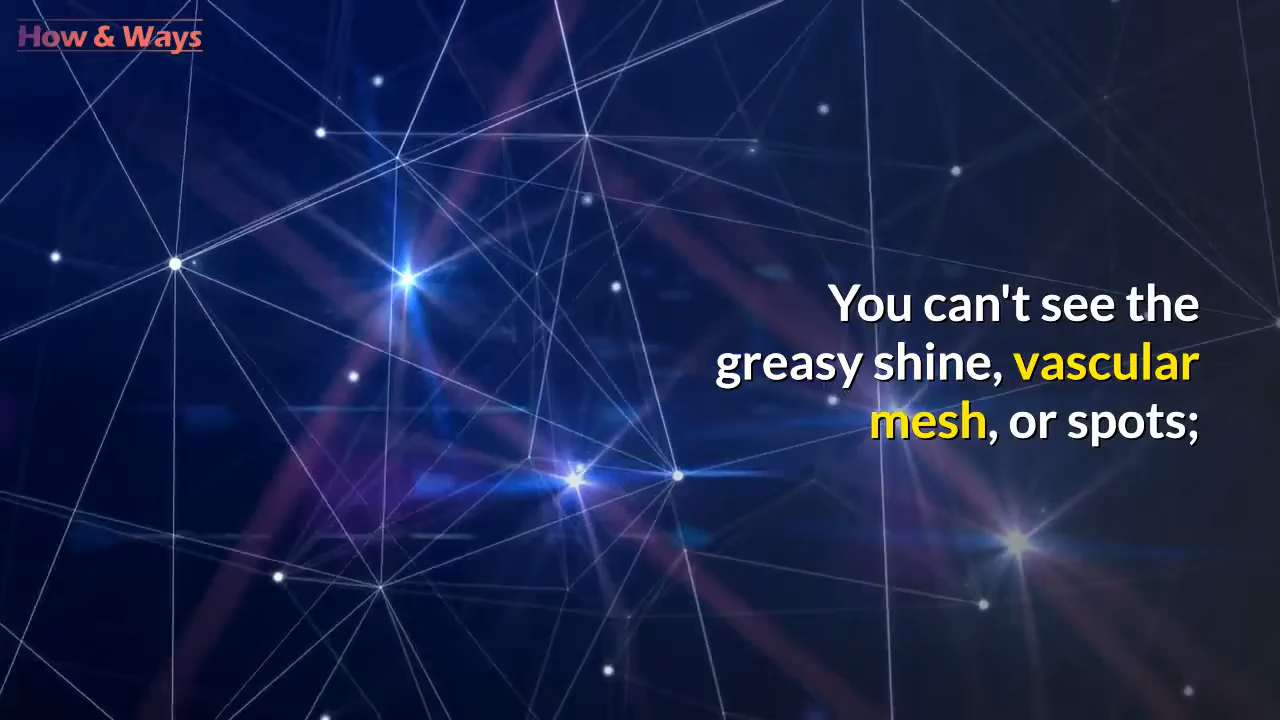 How & Ways
You can't see the
greasy shine, vascular
mesh, or spots;